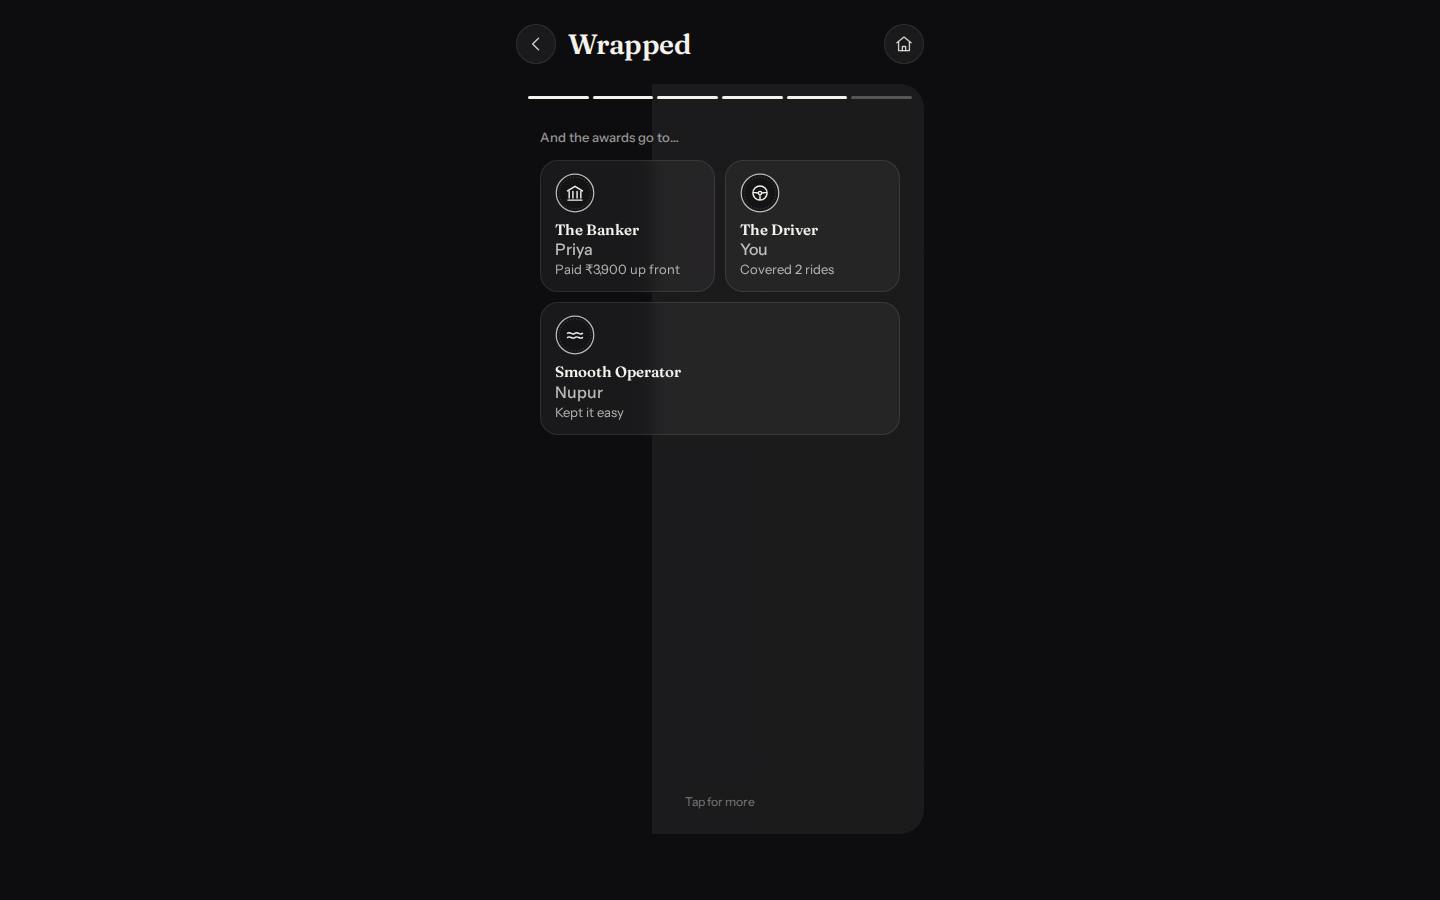 Wrapped
And the awards go to...
The Banker
Priya
Paid ₹3,900 up front
The Driver
You
Covered 2 rides
Smooth Operator
Nupur
Kept it easy
Tap for more